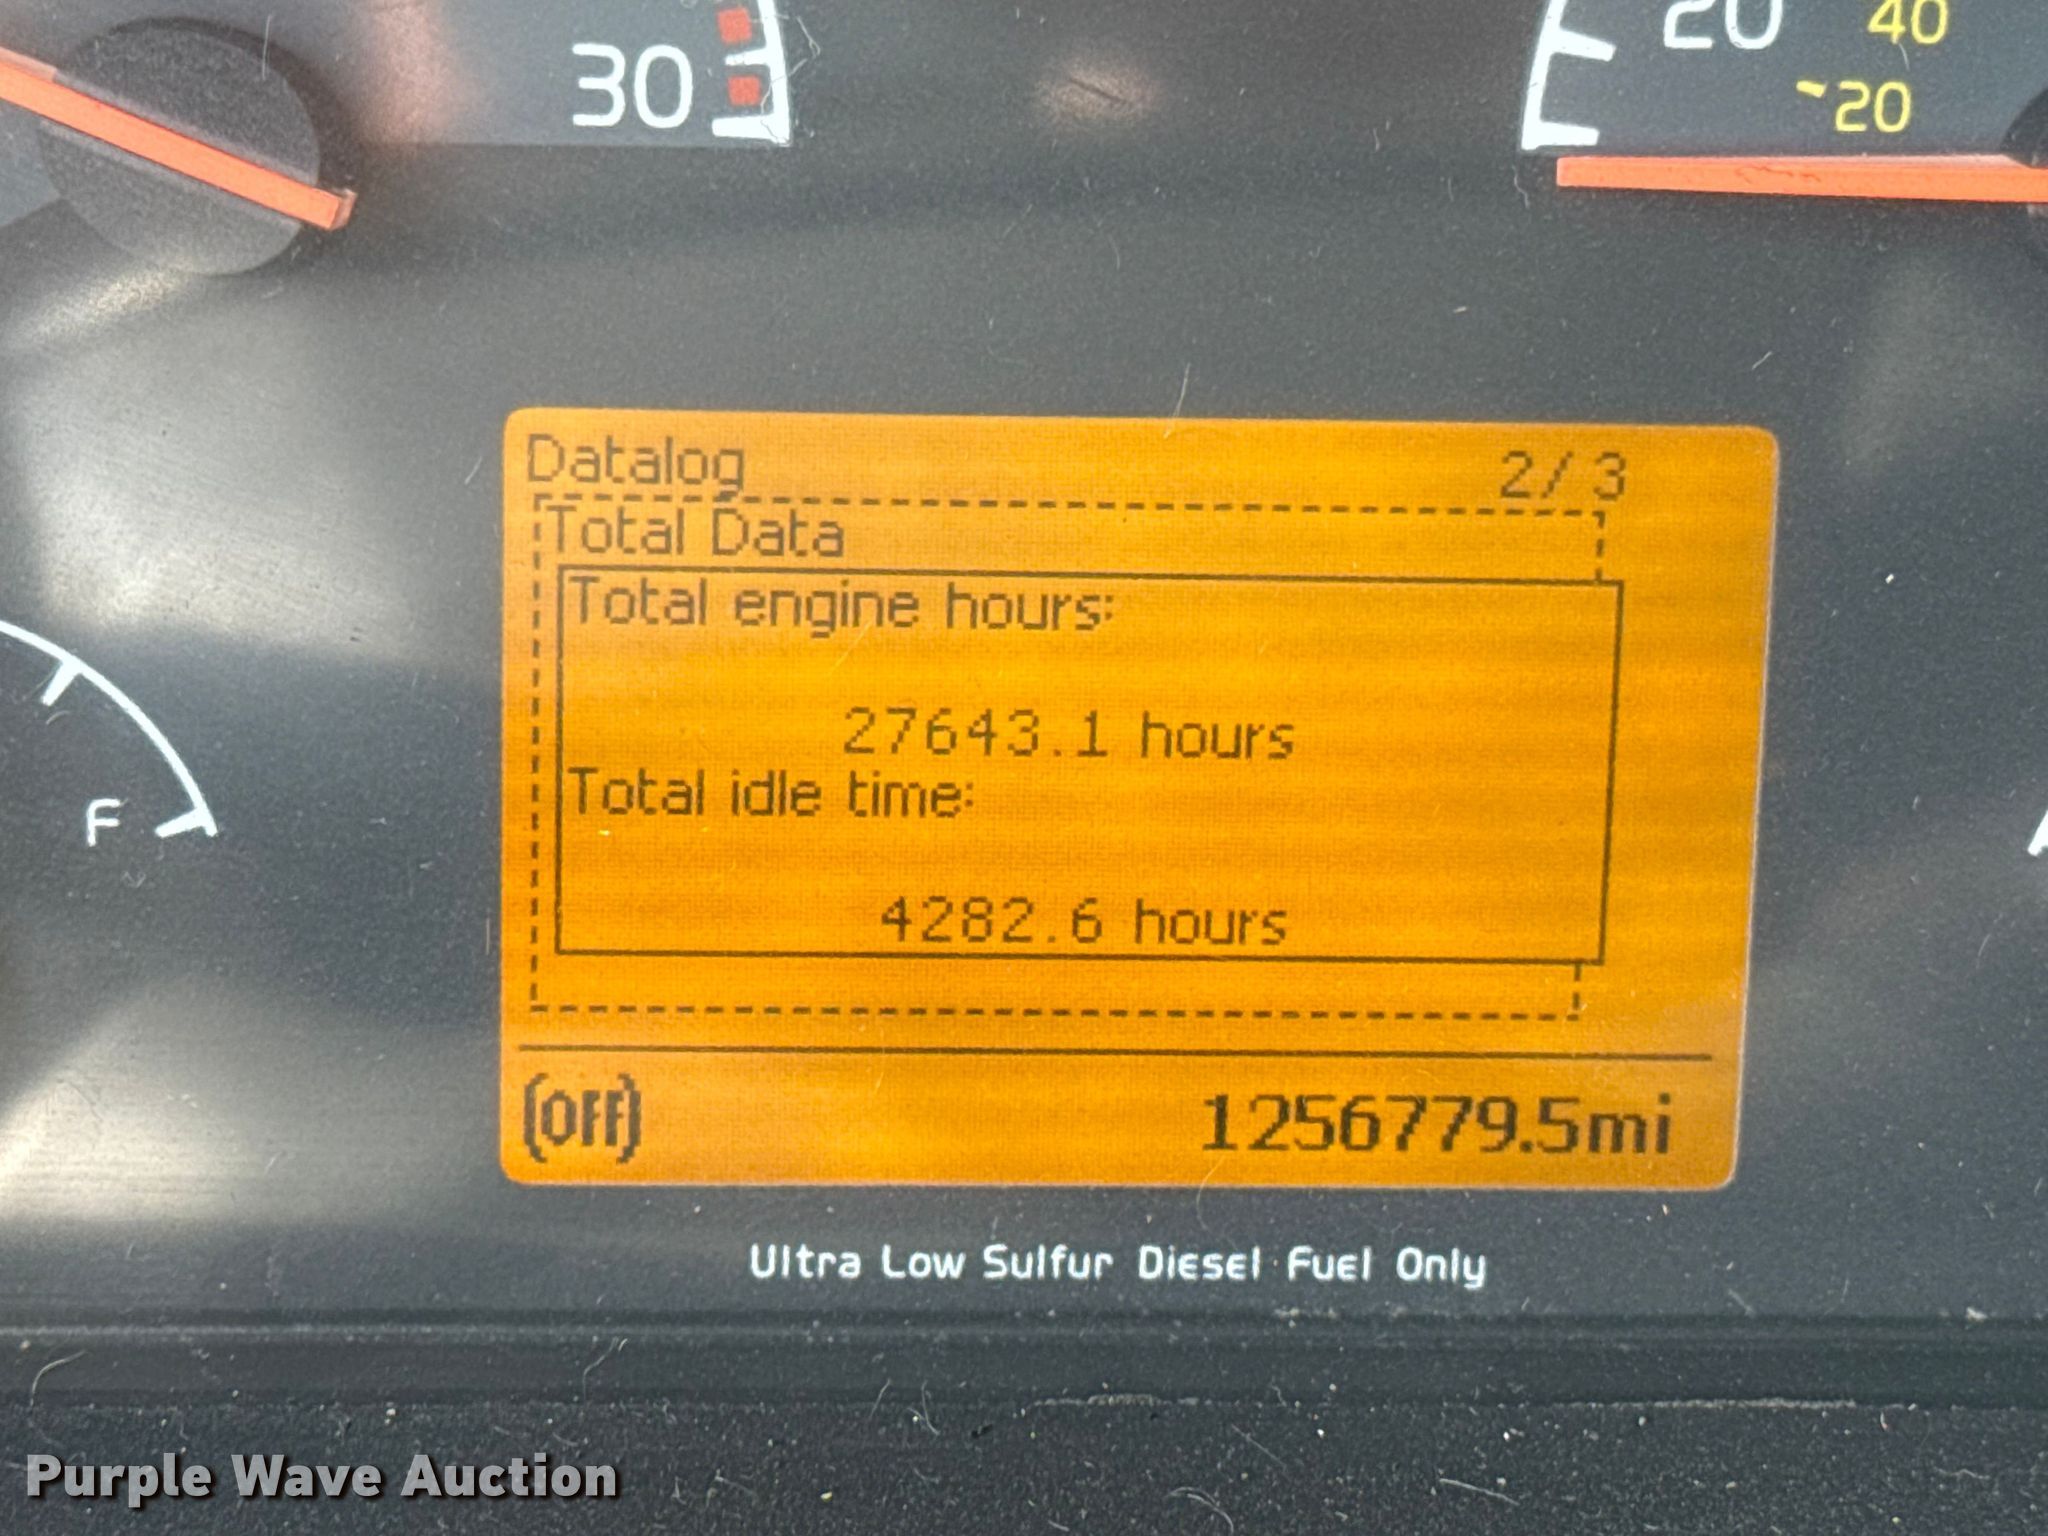 30
20
40
-20
Datalog 2/3
Total Data
Total engine hours:
27643.1 hours
Total idle time:
4282.6 hours
F
(OFF) 1256779.5mi
Ultra Low Sulfur Diesel Fuel Only
Purple Wave Auction